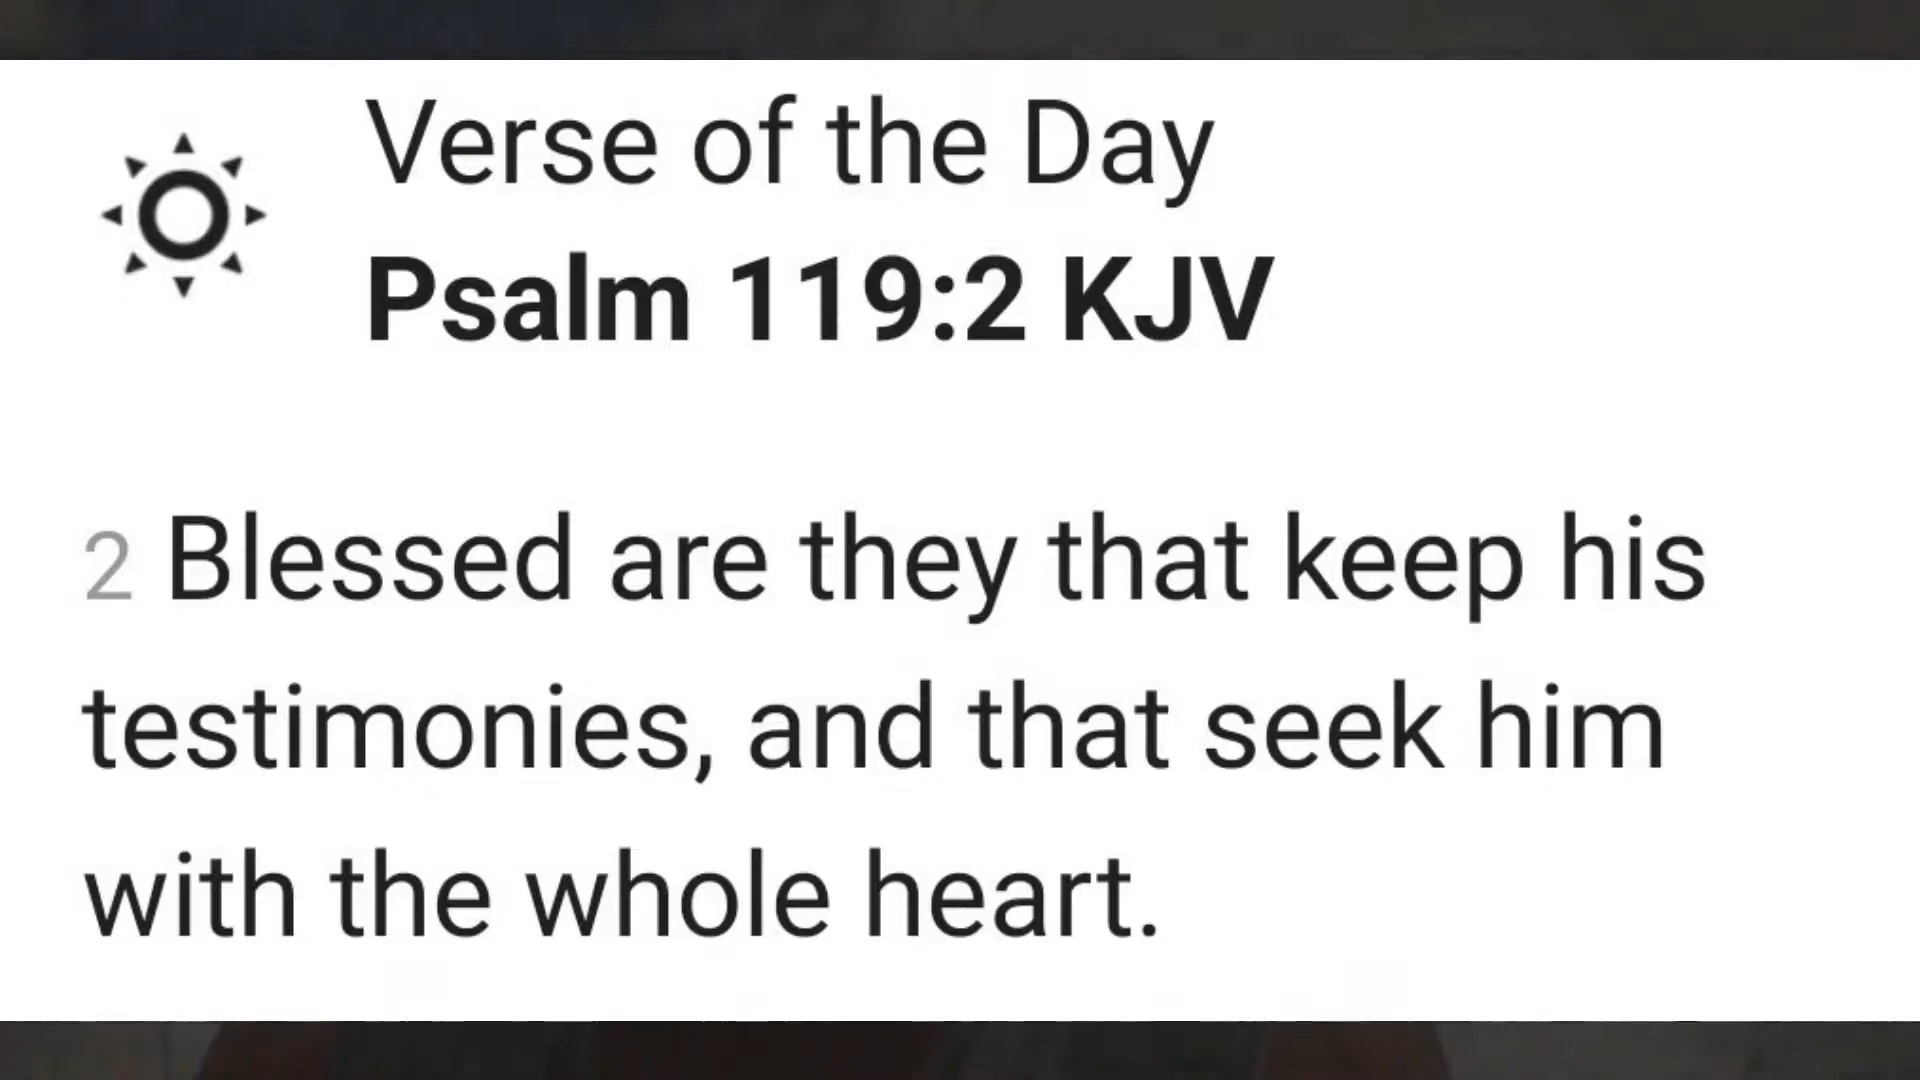 Verse of the Day
Psalm 119:2 KJV
2 Blessed are they that keep his
testimonies, and that seek him
with the whole heart.